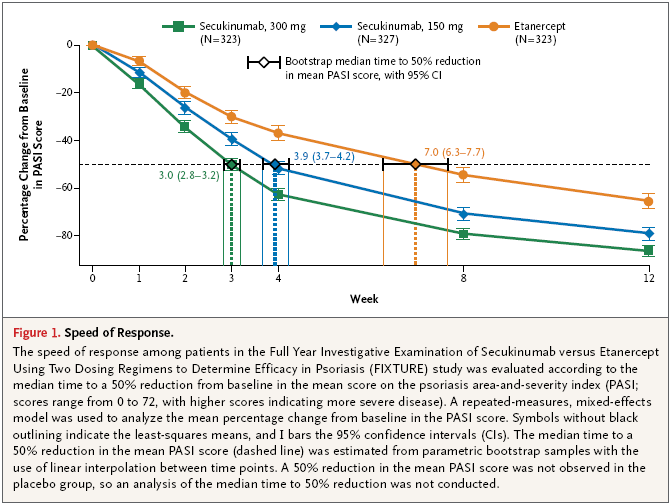 Secukinumab, 300 mg
(N=323)
Secukinumab, 150 mg
(N=327)
Etanercept
(N=323)
Bootstrap median time to 50% reduction
in mean PASI score, with 95% CI
Percentage Change from Baseline
in PASI Score
0
−20
−40
−60
−80
3.0 (2.8–3.2)
3.9 (3.7–4.2)
7.0 (6.3–7.7)
0
1
2
3
4
8
12
Week
Figure 1. Speed of Response.
The speed of response among patients in the Full Year Investigative Examination of Secukinumab versus Etanercept
Using Two Dosing Regimens to Determine Efficacy in Psoriasis (FIXTURE) study was evaluated according to the
median time to a 50% reduction from baseline in the mean score on the psoriasis area-and-severity index (PASI;
scores range from 0 to 72, with higher scores indicating more severe disease). A repeated-measures, mixed-effects
model was used to analyze the mean percentage change from baseline in the PASI score. Symbols without black
outlining indicate the least-squares means, and I bars the 95% confidence intervals (CIs). The median time to a
50% reduction in the mean PASI score (dashed line) was estimated from parametric bootstrap samples with the
use of linear interpolation between time points. A 50% reduction in the mean PASI score was not observed in the
placebo group, so an analysis of the median time to 50% reduction was not conducted.